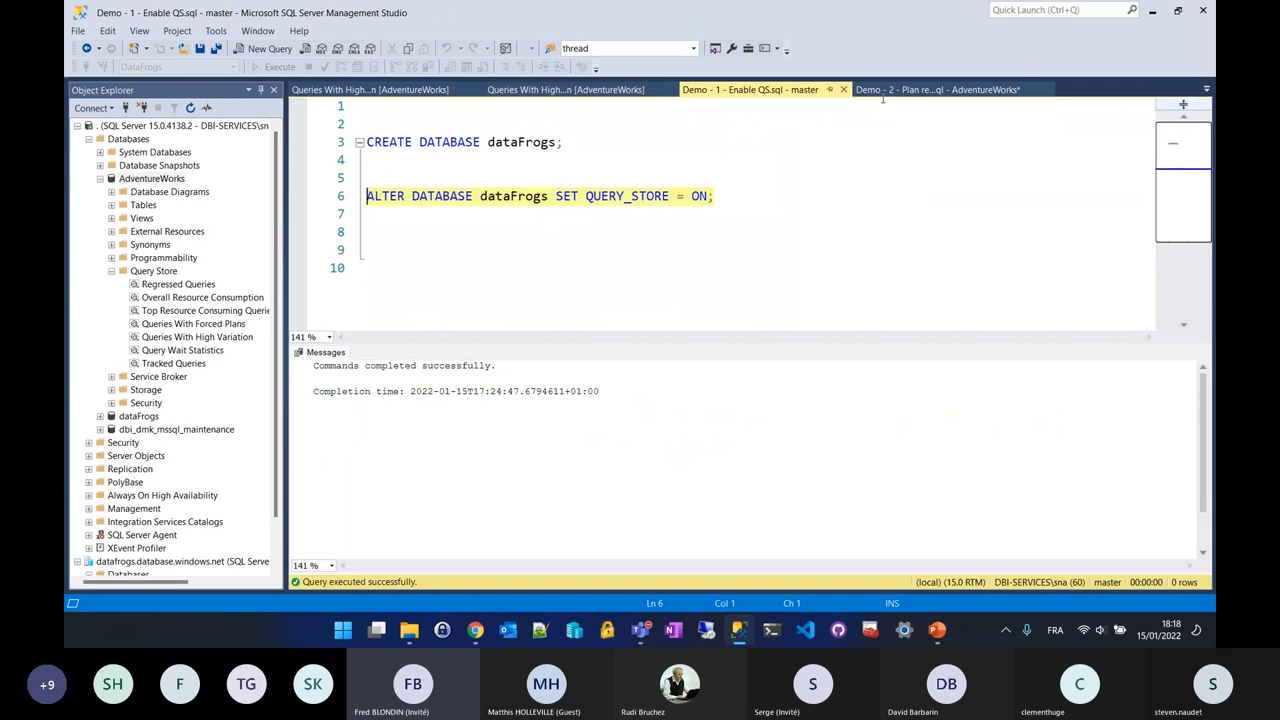 Demo - 1 - Enable QS.sql - master - Microsoft SQL Server Management Studio
Quick Launch (Ctrl+Q)
File Edit View Project Tools Window Help
New Query
thread
DataFrogs
Execute
Object Explorer
Queries With High...n [AdventureWorks]
Queries With High...n [AdventureWorks]
Demo - 1 - Enable QS.sql - master
Demo - 2 - Plan re...ql - AdventureWorks*
Connect
. (SQL Server 15.0.4138.2 - DBI-SERVICES\sna
Databases
System Databases
Database Snapshots
AdventureWorks
Database Diagrams
Tables
Views
External Resources
Synonyms
Programmability
Query Store
Regressed Queries
Overall Resource Consumption
Top Resource Consuming Querie
Queries With Forced Plans
Queries With High Variation
Query Wait Statistics
Tracked Queries
Service Broker
Storage
Security
dataFrogs
dbi_dmk_mssql_maintenance
Security
Server Objects
Replication
PolyBase
Always On High Availability
Management
Integration Services Catalogs
SQL Server Agent
XEvent Profiler
datafrogs.database.windows.net (SQL Serve
Databases
1
2
3 CREATE DATABASE dataFrogs;
4
5
6 ALTER DATABASE dataFrogs SET QUERY_STORE = ON;
7
8
9
10
141 %
Messages
Commands completed successfully.
Completion time: 2022-01-15T17:24:47.6794611+01:00
141 %
Query executed successfully.
(local) (15.0 RTM) DBI-SERVICES\sna (60) master 00:00:00 0 rows
Ln 6 Col 1 Ch 1 INS
FRA
18:18
15/01/2022
+9 SH F TG SK FB MH S DB C S
Fred BLONDIN (Invité) Matthis HOLLEVILLE (Guest) Rudi Bruchez Serge (Invité) David Barbarin clementhuge steven.naudet